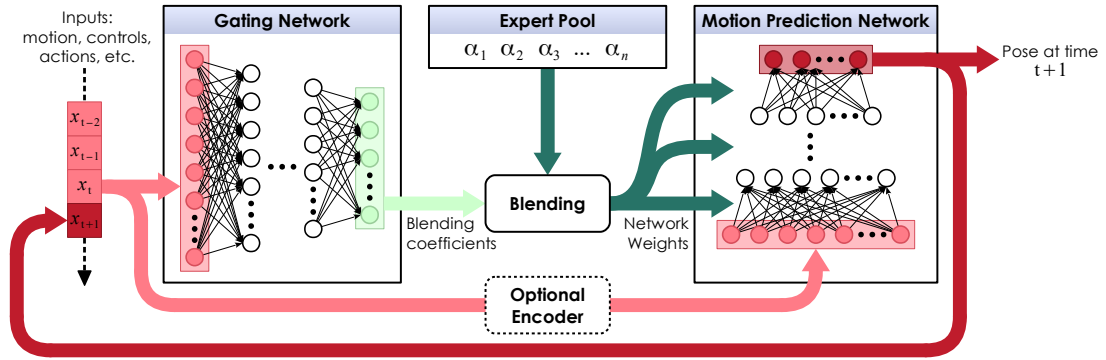 Inputs:
motion, controls,
actions, etc.
x_{t-2}
x_{t-1}
x_t
x_{t+1}
Gating Network
Expert Pool
α_1 α_2 α_3 ... α_n
Blending
coefficients
Blending
Network
Weights
Optional
Encoder
Motion Prediction Network
Pose at time
t+1